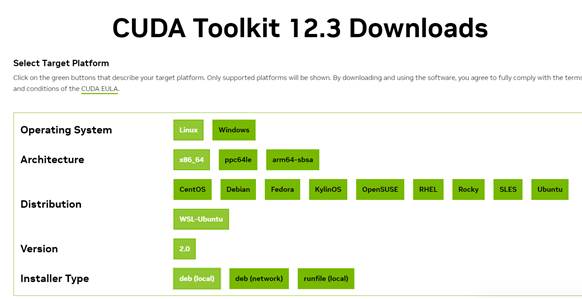 CUDA Toolkit 12.3 Downloads
Select Target Platform
Click on the green buttons that describe your target platform. Only supported platforms will be shown. By downloading and using the software, you agree to fully comply with the terms
and conditions of the CUDA EULA.
Operating System Linux Windows
Architecture x86_64 ppc64le arm64-sbsa
CentOS Debian Fedora KylinOS OpenSUSE RHEL Rocky SLES Ubuntu
Distribution
WSL-Ubuntu
Version 2.0
Installer Type deb (local) deb (network) runfile (local)